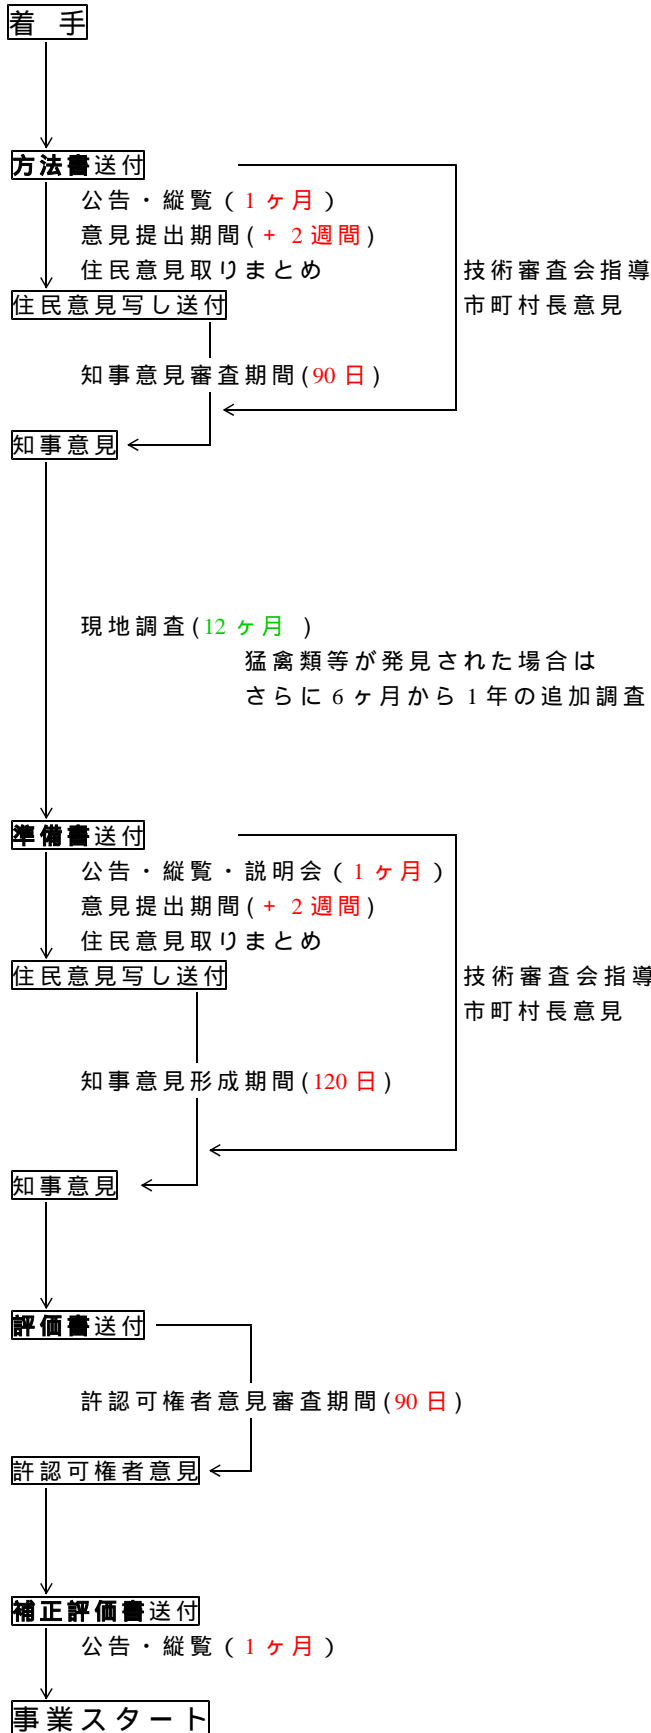 着 手
方法書送付
公告・縦覧(1ヶ月)
意見提出期間(+ 2週間)
住民意見取りまとめ
技術審査会指導
市町村長意見
住民意見写し送付
知事意見審査期間(90日)
知事意見
現地調査(12ヶ月 )
猛禽類等が発見された場合は
さらに6ヶ月から1年の追加調査
準備書送付
公告・縦覧・説明会(1ヶ月)
意見提出期間(+ 2週間)
住民意見取りまとめ
住民意見写し送付
技術審査会指導
市町村長意見
知事意見形成期間(120日)
知事意見
評価書送付
許認可権者意見審査期間(90日)
許認可権者意見
補正評価書送付
公告・縦覧(1ヶ月)
事業スタート